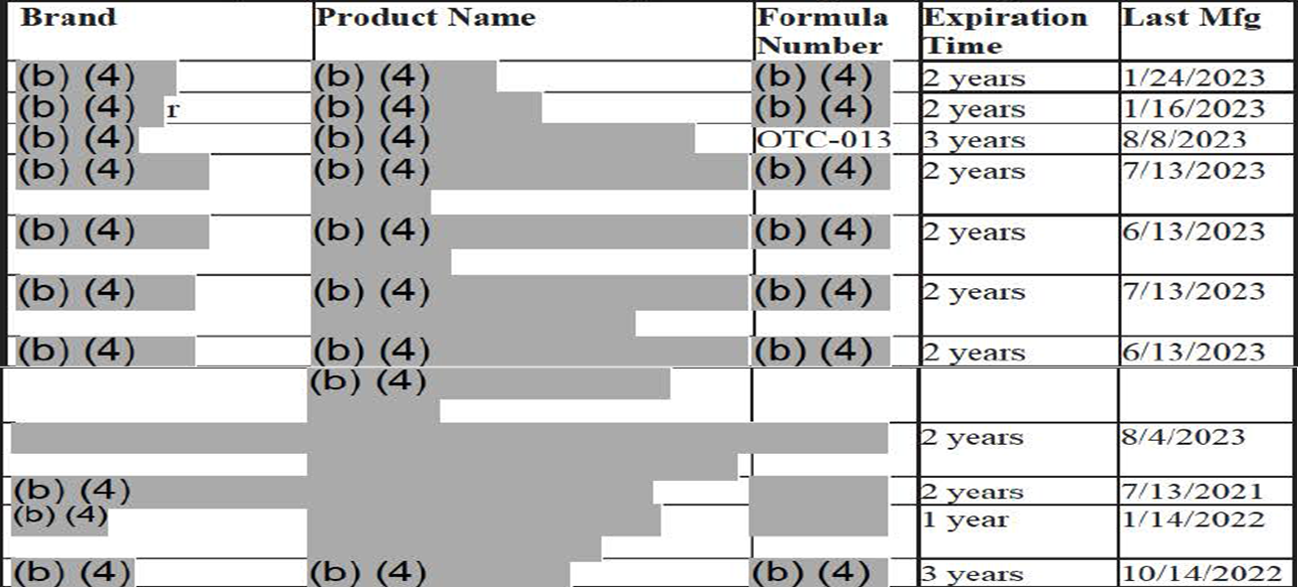 Brand Product Name Formula Number Expiration Time Last Mfg
(b) (4) (b) (4) (b) (4) 2 years 1/24/2023
(b) (4) r (b) (4) (b) (4) 2 years 1/16/2023
(b) (4) (b) (4) OTC-013 3 years 8/8/2023
(b) (4) (b) (4) (b) (4) 2 years 7/13/2023
(b) (4) (b) (4) (b) (4) 2 years 6/13/2023
(b) (4) (b) (4) (b) (4) 2 years 7/13/2023
(b) (4) (b) (4) (b) (4) 2 years 6/13/2023
(b) (4)
2 years 8/4/2023
(b) (4) 2 years 7/13/2021
(b) (4) 1 year 1/14/2022
(b) (4) (b) (4) (b) (4) 3 years 10/14/2022